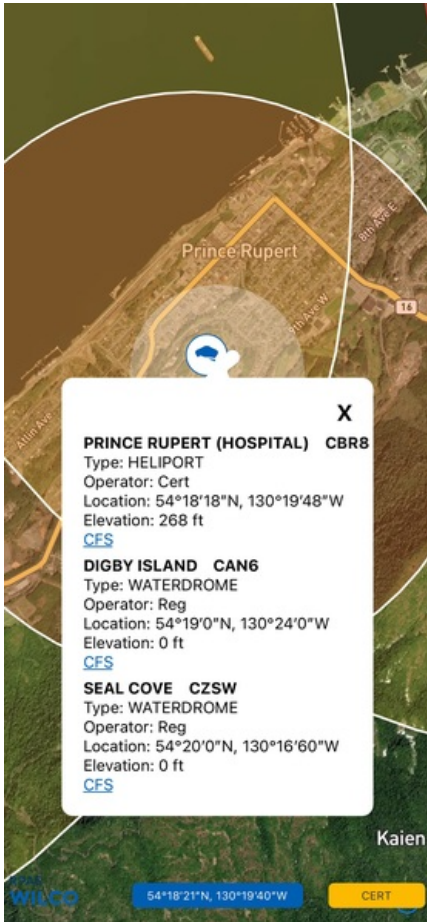 8th Ave E
Prince Rupert
16
9th Ave W
Atlin Ave
X
PRINCE RUPERT (HOSPITAL) CBR8
Type: HELIPORT
Operator: Cert
Location: 54°18'18"N, 130°19'48"W
Elevation: 268 ft
CFS
DIGBY ISLAND CAN6
Type: WATERDROME
Operator: Reg
Location: 54°19'0"N, 130°24'0"W
Elevation: 0 ft
CFS
SEAL COVE CZSW
Type: WATERDROME
Operator: Reg
Location: 54°20'0"N, 130°16'60"W
Elevation: 0 ft
CFS
Kaien
WILCO
54°18'21"N, 130°19'40"W
CERT